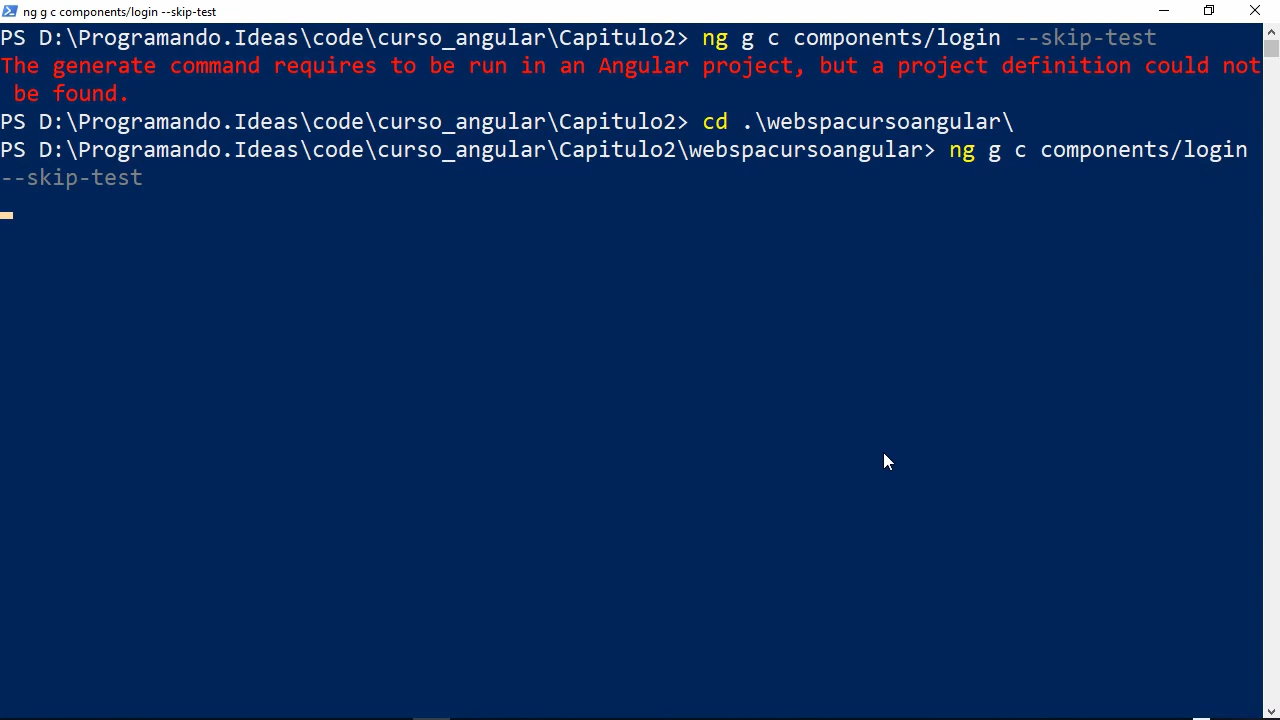 ng g c components/login --skip-test
PS D:\Programando.Ideas\code\curso_angular\Capitulo2> ng g c components/login --skip-test
The generate command requires to be run in an Angular project, but a project definition could not
 be found.
PS D:\Programando.Ideas\code\curso_angular\Capitulo2> cd .\webspacursoangular\
PS D:\Programando.Ideas\code\curso_angular\Capitulo2\webspacursoangular> ng g c components/login
--skip-test